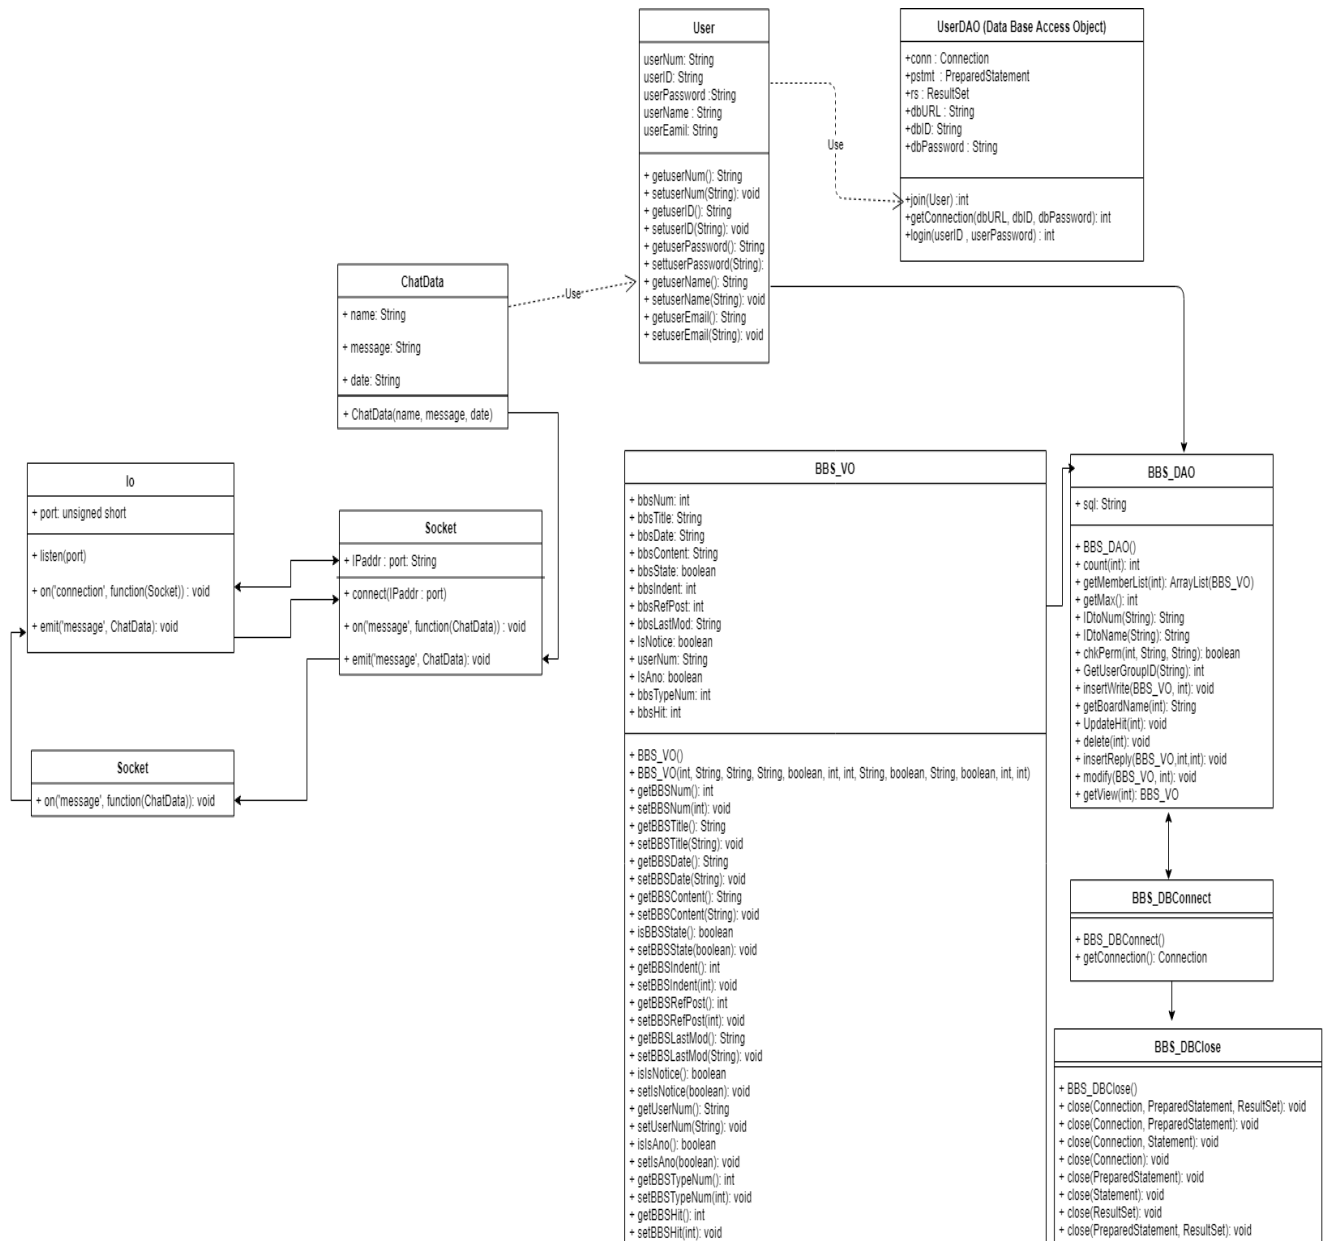 User
userNum: String
userID: String
userPassword :String
userName : String
userEamil: String
+ getuserNum(): String
+ setuserNum(String): void
+ getuserID(): String
+ setuserID(String): void
+ getuserPassword(): String
+ settuserPassword(String):
+ getuserName(): String
+ setuserName(String): void
+ getuserEmail(): String
+ setuserEmail(String): void
UserDAO (Data Base Access Object)
+conn : Connection
+pstmt : PreparedStatement
+rs : ResultSet
+dbURL : String
+dbID: String
+dbPassword : String
+join(User) :int
+getConnection(dbURL, dbID, dbPassword): int
+login(userID , userPassword) : int
Use
Use
ChatData
+ name: String
+ message: String
+ date: String
+ ChatData(name, message, date)
Io
+ port: unsigned short
+ listen(port)
+ on('connection', function(Socket)) : void
+ emit('message', ChatData): void
Socket
+ IPaddr : port: String
+ connect(IPaddr : port)
+ on('message', function(ChatData)) : void
+ emit('message', ChatData): void
Socket
+ on('message', function(ChatData)): void
BBS_VO
+ bbsNum: int
+ bbsTitle: String
+ bbsDate: String
+ bbsContent: String
+ bbsState: boolean
+ bbsIndent: int
+ bbsRefPost: int
+ bbsLastMod: String
+ IsNotice: boolean
+ userNum: String
+ IsAno: boolean
+ bbsTypeNum: int
+ bbsHit: int
+ BBS_VO()
+ BBS_VO(int, String, String, String, boolean, int, int, String, boolean, String, boolean, int, int)
+ getBBSNum(): int
+ setBBSNum(int): void
+ getBBSTitle(): String
+ setBBSTitle(String): void
+ getBBSDate(): String
+ setBBSDate(String): void
+ getBBSContent(): String
+ setBBSContent(String): void
+ isBBSState(): boolean
+ setBBSState(boolean): void
+ getBBSIndent(): int
+ setBBSIndent(int): void
+ getBBSRefPost(): int
+ setBBSRefPost(int): void
+ getBBSLastMod(): String
+ setBBSLastMod(String): void
+ isIsNotice(): boolean
+ setIsNotice(boolean): void
+ getUserNum(): String
+ setUserNum(String): void
+ isIsAno(): boolean
+ setIsAno(boolean): void
+ getBBSTypeNum(): int
+ setBBSTypeNum(int): void
+ getBBSHit(): int
+ setBBSHit(int): void
BBS_DAO
+ sql: String
+ BBS_DAO()
+ count(int): int
+ getMemberList(int): ArrayList(BBS_VO)
+ getMax(): int
+ IDtoNum(String): String
+ IDtoName(String): String
+ chkPerm(int, String, String): boolean
+ GetUserGroupID(String): int
+ insertWrite(BBS_VO, int): void
+ getBoardName(int): String
+ UpdateHit(int): void
+ delete(int): void
+ insertReply(BBS_VO,int,int): void
+ modify(BBS_VO, int): void
+ getView(int): BBS_VO
BBS_DBConnect
+ BBS_DBConnect()
+ getConnection(): Connection
BBS_DBClose
+ BBS_DBClose()
+ close(Connection, PreparedStatement, ResultSet): void
+ close(Connection, PreparedStatement): void
+ close(Connection, Statement): void
+ close(Connection): void
+ close(PreparedStatement): void
+ close(Statement): void
+ close(ResultSet): void
+ close(PreparedStatement, ResultSet): void